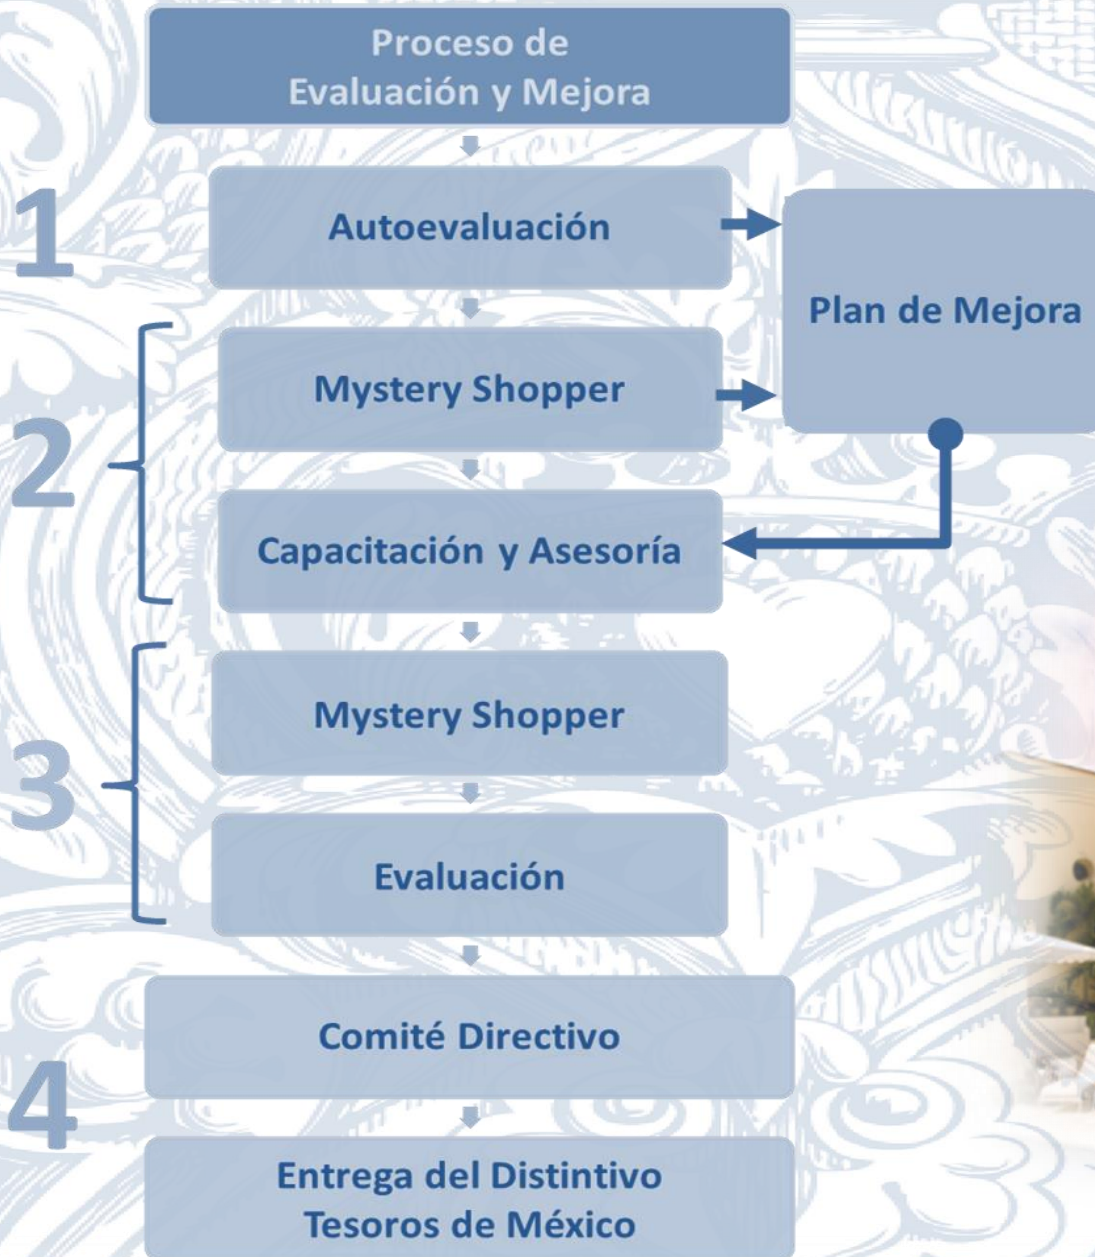 Proceso de
Evaluación y Mejora
1
Autoevaluación
Plan de Mejora
2
Mystery Shopper
Capacitación y Asesoría
3
Mystery Shopper
Evaluación
4
Comité Directivo
Entrega del Distintivo
Tesoros de México